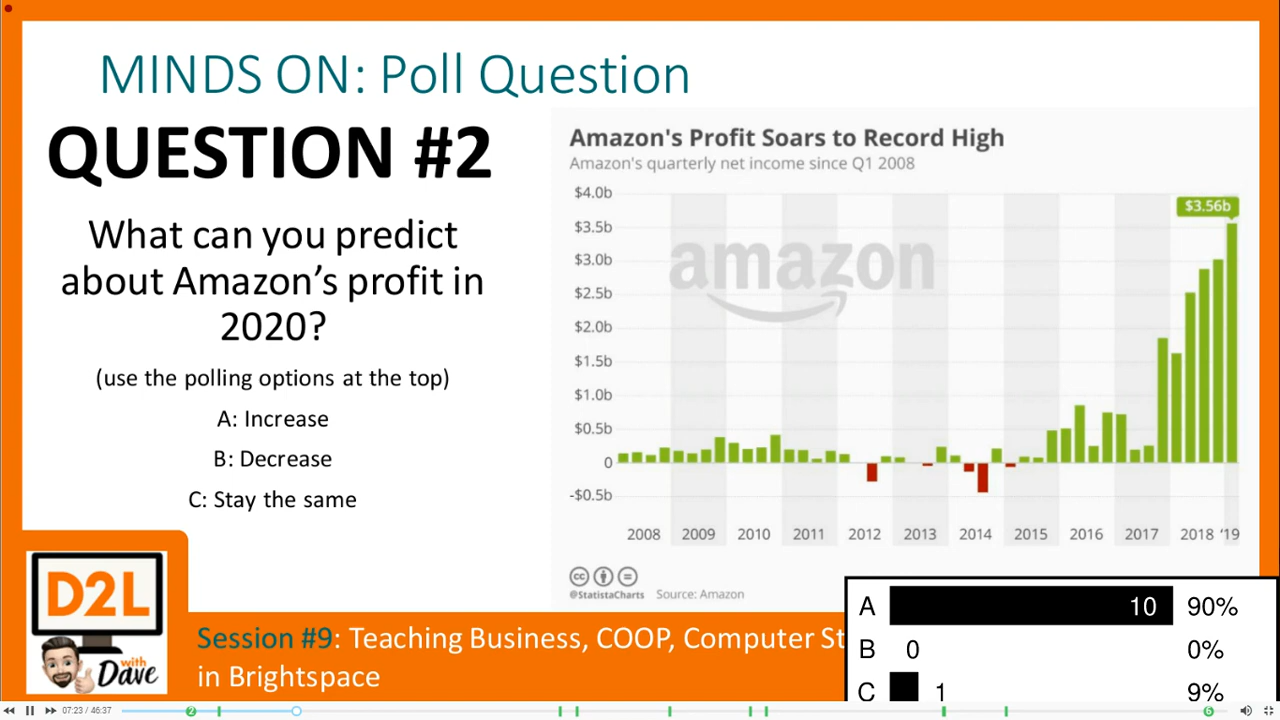 MINDS ON: Poll Question
QUESTION #2
What can you predict
about Amazon's profit in
2020?
(use the polling options at the top)
A: Increase
B: Decrease
C: Stay the same
Amazon's Profit Soars to Record High
Amazon's quarterly net income since Q1 2008
$4.0b
$3.56b
$3.5b
amazon
$3.0b
$2.5b
$2.0b
$1.5b
$1.0b
$0.5b
0
-$0.5b
2008 2009 2010 2011 2012 2013 2014 2015 2016 2017 2018 '19
cc
@StatistaCharts Source: Amazon
D2L
with
Dave
Session #9: Teaching Business, COOP, Computer St
in Brightspace
A 10 90%
B 0 0%
C 1 9%
07:23 / 46:37
2
6